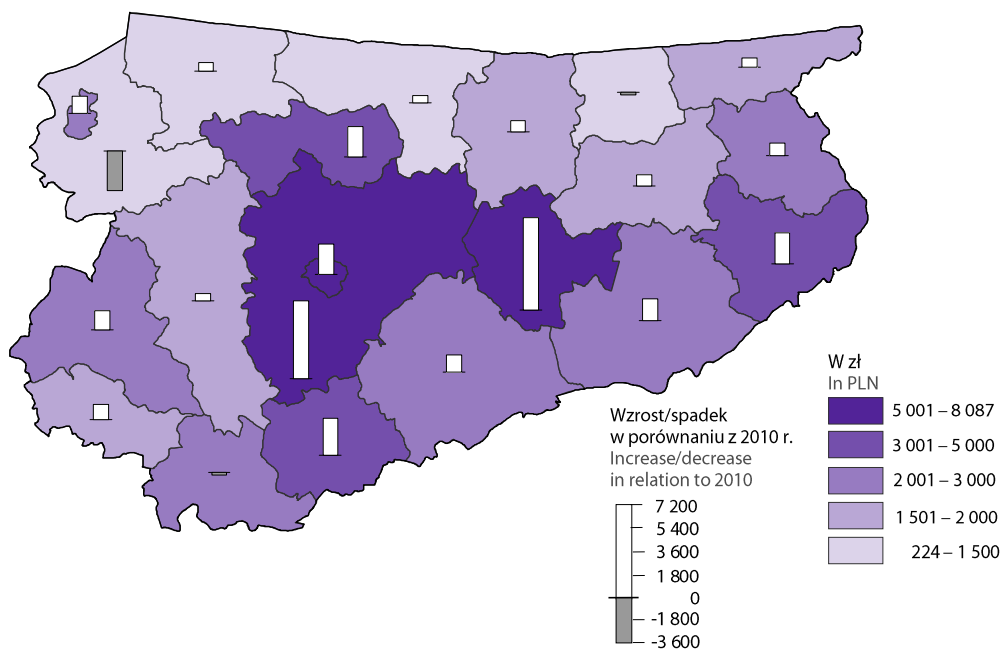 W zł
In PLN
5 001 – 8 087
3 001 – 5 000
2 001 – 3 000
1 501 – 2 000
224 – 1 500
Wzrost/spadek
w porównaniu z 2010 r.
Increase/decrease
in relation to 2010
7 200
5 400
3 600
1 800
0
-1 800
-3 600